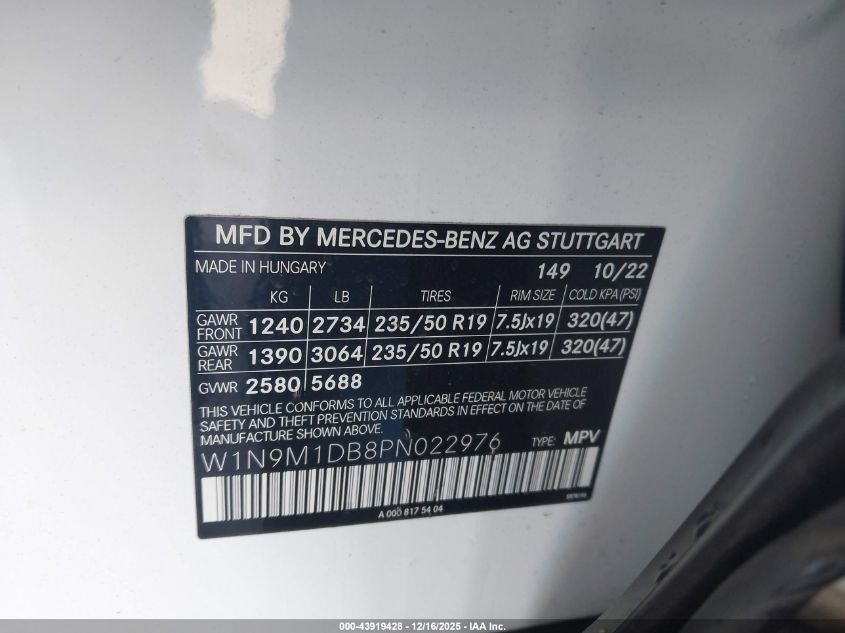 MFD BY MERCEDES-BENZ AG STUTTGART
MADE IN HUNGARY 149 10/22
KG LB TIRES RIM SIZE COLD KPA (PSI)
GAWR FRONT 1240 2734 235/50 R19 7.5Jx19 320(47)
GAWR REAR 1390 3064 235/50 R19 7.5Jx19 320(47)
GVWR 2580 5688
THIS VEHICLE CONFORMS TO ALL APPLICABLE FEDERAL MOTOR VEHICLE
SAFETY AND THEFT PREVENTION STANDARDS IN EFFECT ON THE DATE OF
MANUFACTURE SHOWN ABOVE.
W1N9M1DB8PN022976 TYPE: MPV
A 000 817 54 04
000-43919428 - 12/16/2025 - IAA Inc.